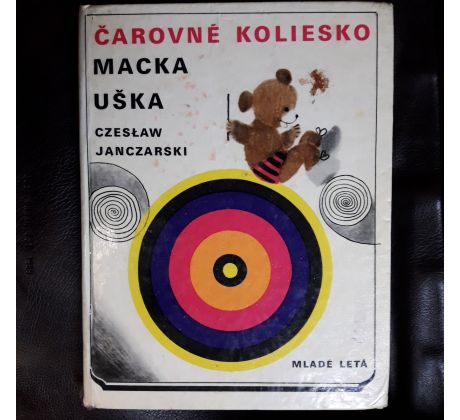 ČAROVNÉ KOLIESKO
MACKA
UŠKA
CZESŁAW
JANCZARSKI
MLADÉ LETÁ